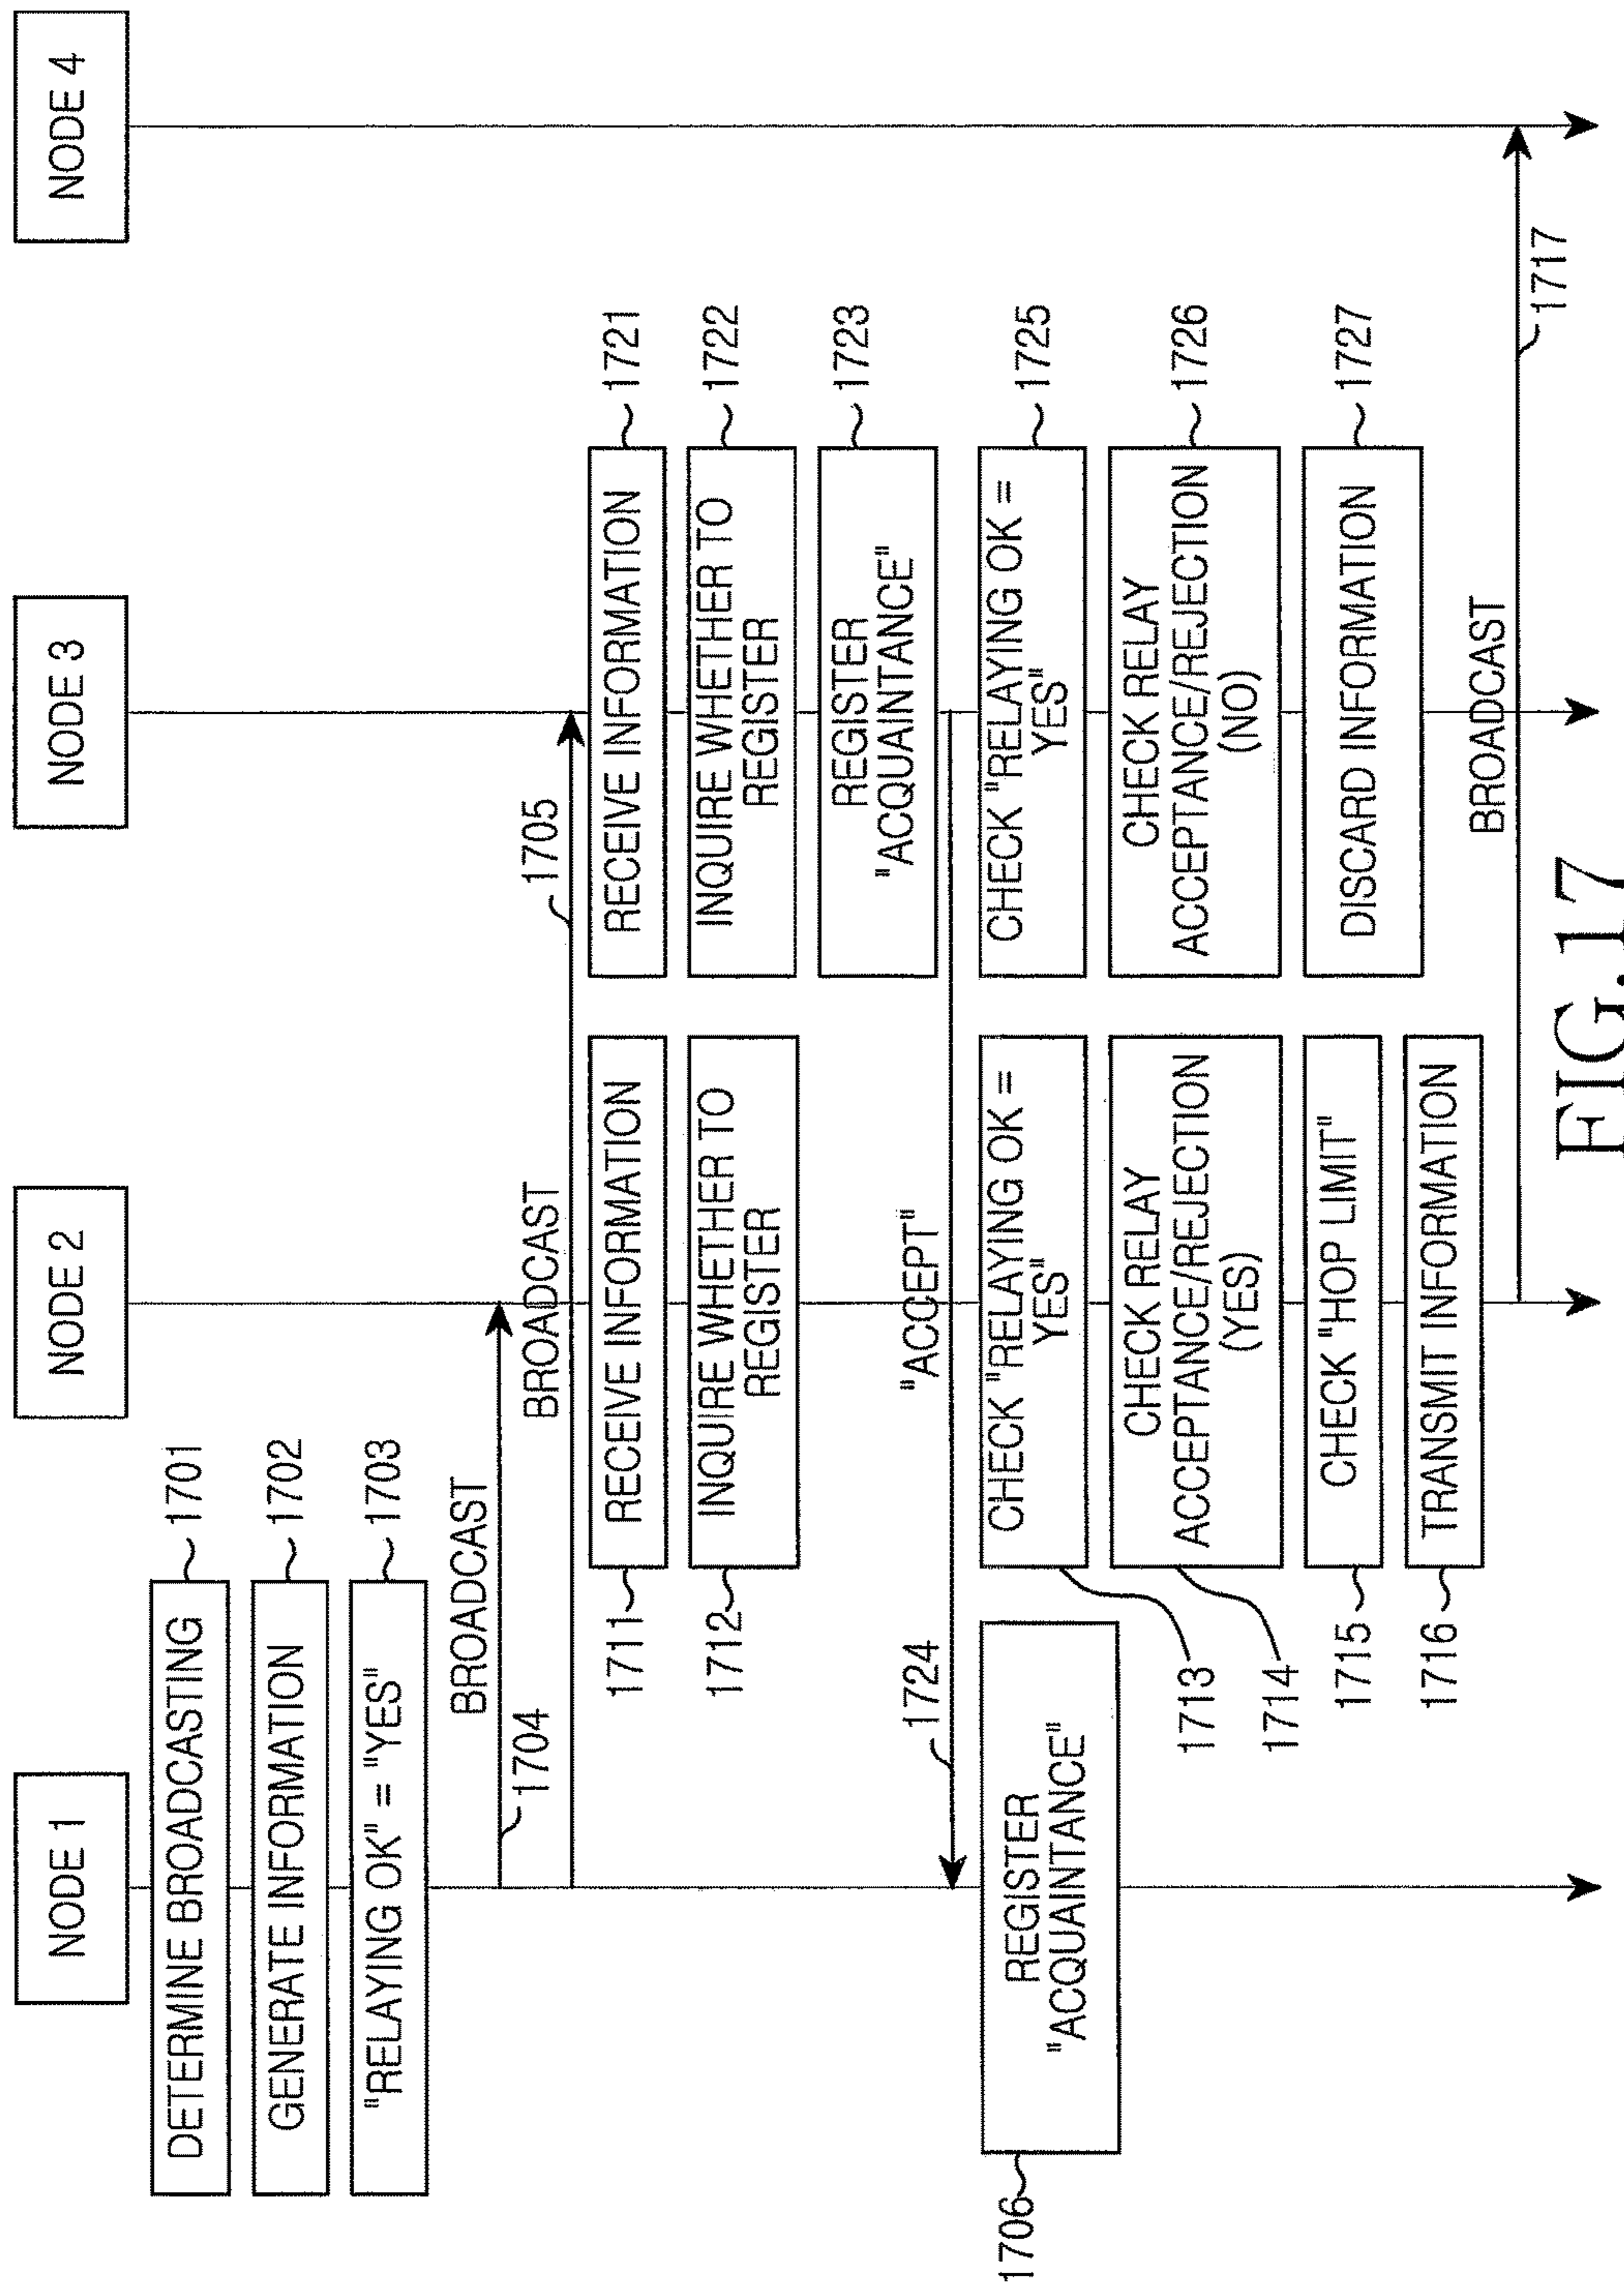 NODE 1
NODE 2
NODE 3
NODE 4
DETERMINE BROADCASTING
1701
GENERATE INFORMATION
1702
"RELAYING OK" = "YES"
1703
BROADCAST
1704
BROADCAST
1705
RECEIVE INFORMATION
1711
RECEIVE INFORMATION
1721
INQUIRE WHETHER TO
REGISTER
1712
INQUIRE WHETHER TO
REGISTER
1722
REGISTER
"ACQUAINTANCE"
1723
"ACCEPT"
1724
REGISTER
"ACQUAINTANCE"
1706
CHECK "RELAYING OK =
YES"
1713
CHECK "RELAYING OK =
YES"
1725
CHECK RELAY
ACCEPTANCE/REJECTION
(YES)
1714
CHECK RELAY
ACCEPTANCE/REJECTION
(NO)
1726
CHECK "HOP LIMIT"
1715
DISCARD INFORMATION
1727
TRANSMIT INFORMATION
1716
BROADCAST
1717
FIG.17